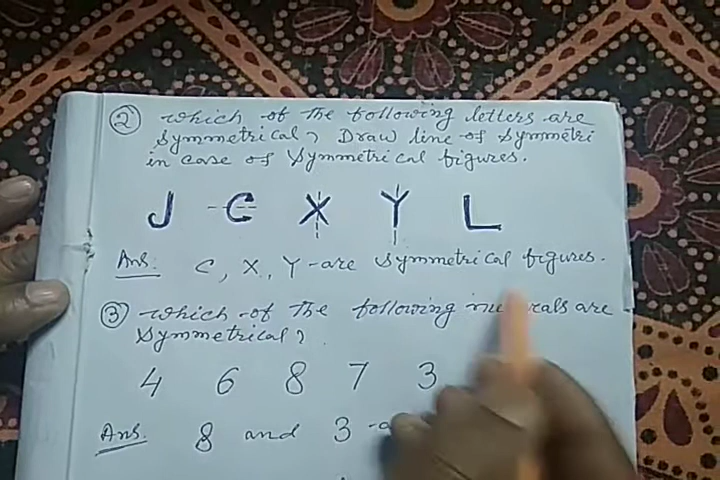 ② which of the following letters are
symmetrical? Draw line of symmetri
in case of symmetrical figures.
J C X Y L
Ans: C, X, Y-are symmetrical figures.
③ which of the following are
symmetrical?
4 6 8 7 3
Ans. 8 and 3